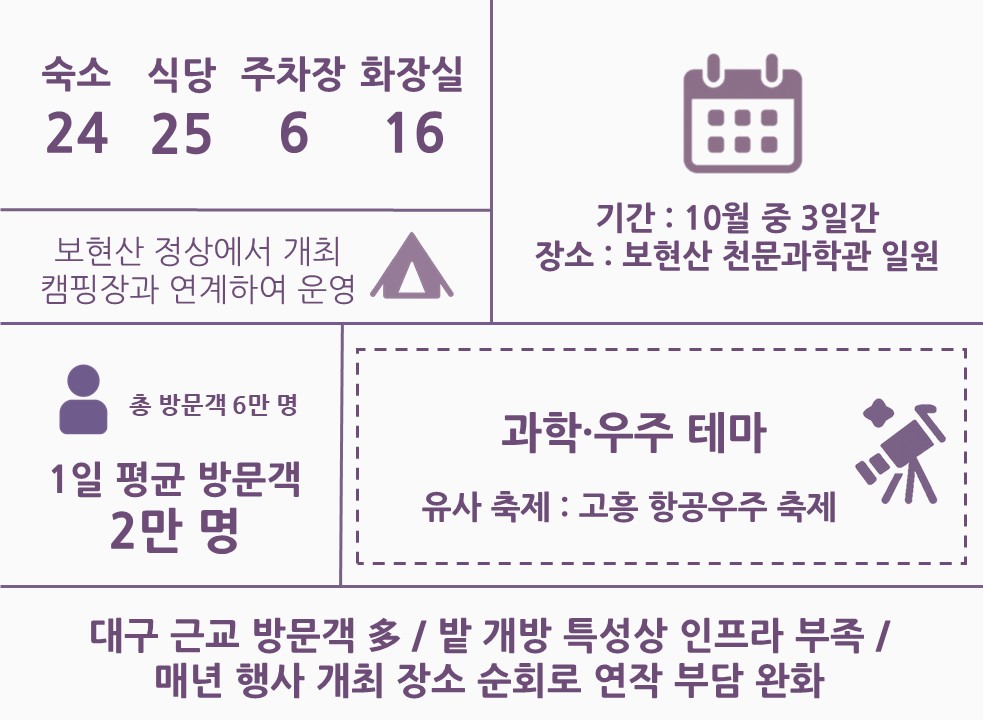 숙소 식당 주차장 화장실
24 25 6 16
보현산 정상에서 개최
캠핑장과 연계하여 운영
기간 : 10월 중 3일간
장소 : 보현산 천문과학관 일원
총 방문객 6만 명
1일 평균 방문객
2만 명
과학·우주 테마
유사 축제 : 고흥 항공우주 축제
대구 근교 방문객 多 / 밭 개방 특성상 인프라 부족 /
매년 행사 개최 장소 순회로 연작 부담 완화